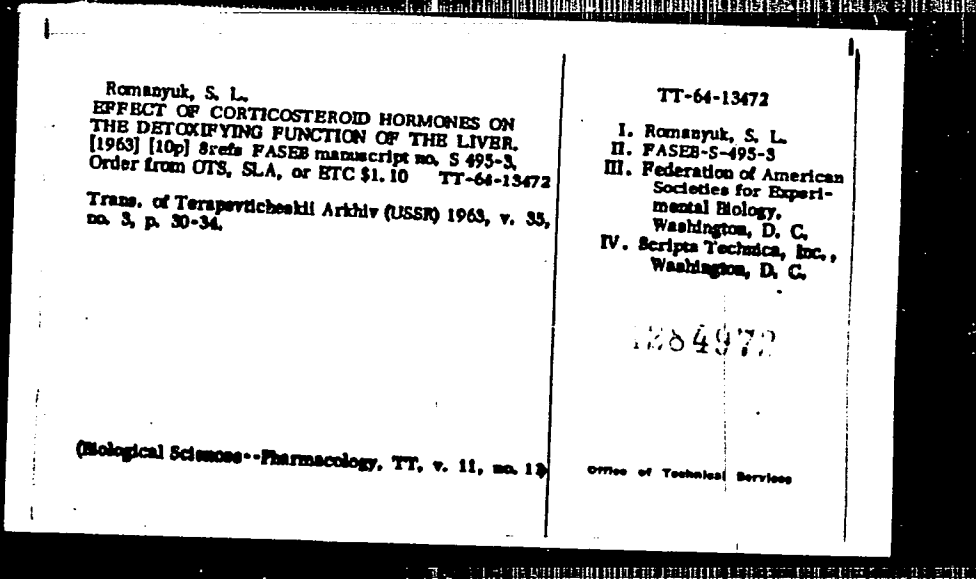 Romanyuk, S. L.
EFFECT OF CORTICOSTEROID HORMONES ON
THE DETOXIFYING FUNCTION OF THE LIVER.
[1963] [10p] 8refs FASEB manuscript no. S 495-3,
Order from OTS, SLA, or ETC $1.10 TT-64-13472
Trans. of Terapevticheskii Arkhiv (USSR) 1963, v. 35,
no. 3, p. 30-34.
(Biological Sciences--Pharmacology, TT, v. 11, no. 12)
TT-64-13472
I. Romanyuk, S. L.
II. FASEB-S-495-3
III. Federation of American
Societies for Experi-
mental Biology,
Washington, D. C.
IV. Scripta Technica, Inc.,
Washington, D. C.
4972
Office of Technical Services